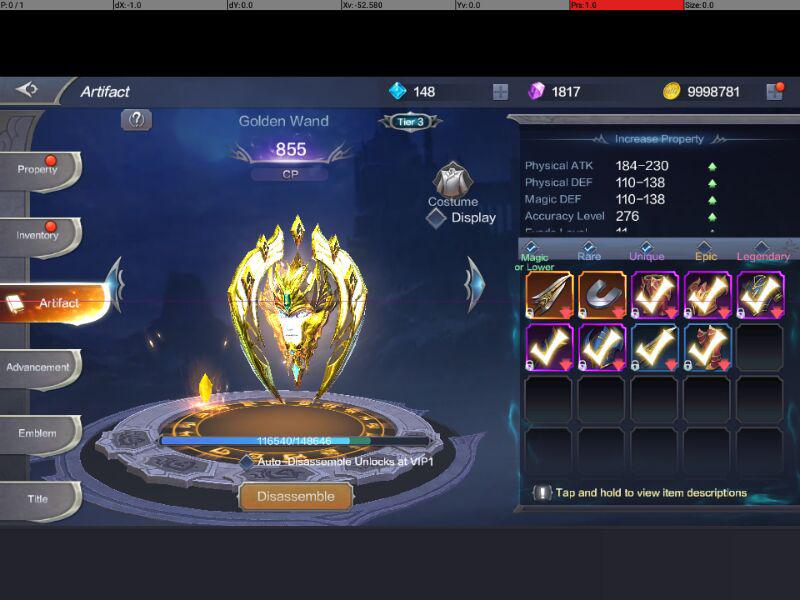 P: 0 / 1 dX: -1.0 dY: 0.0 Xv: -52.580 Yv: 0.0 Prs: 1.0 Size: 0.0
Artifact 148 1817 9998781
Golden Wand Tier 3
855
CP
Costume
Display
Property
Inventory
Artifact
Advancement
Emblem
Title
116540/148646
Auto-Disassemble Unlocks at VIP1
Disassemble
Increase Property
Physical ATK 184-230
Physical DEF 110-138
Magic DEF 110-138
Accuracy Level 276
Magic or Lower Rare Unique Epic Legendary
Tap and hold to view item descriptions